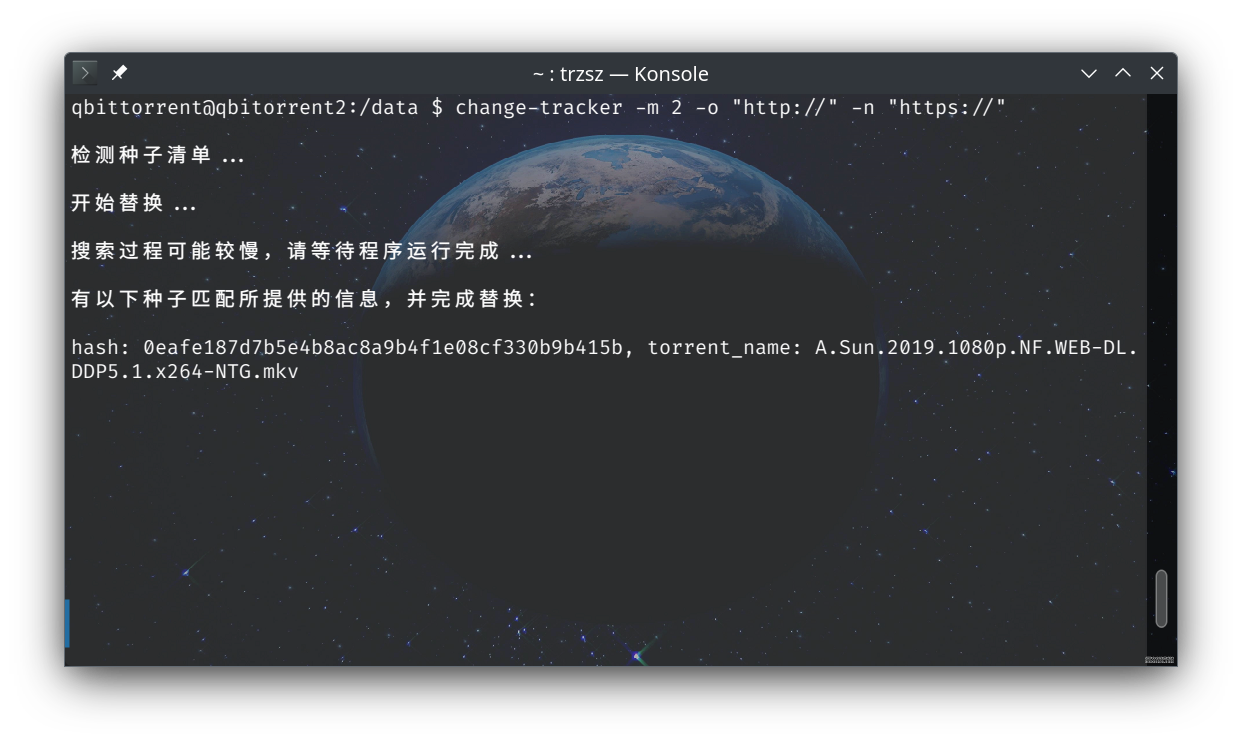 ~ : trzsz — Konsole
qbittorrent@qbitorrent2:/data $ change-tracker -m 2 -o "http://" -n "https://"
检测种子清单 ...
开始替换 ...
搜索过程可能较慢，请等待程序运行完成 ...
有以下种子匹配所提供的信息，并完成替换：
hash: 0eafe187d7b5e4b8ac8a9b4f1e08cf330b9b415b, torrent_name: A.Sun.2019.1080p.NF.WEB-DL.
DDP5.1.x264-NTG.mkv